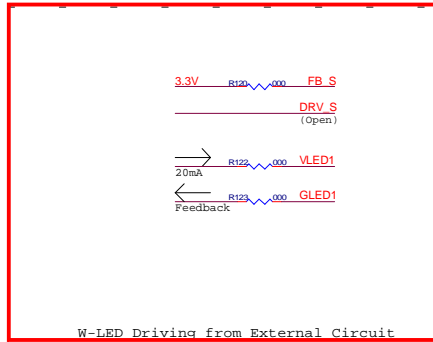 3.3V R120 000 FB_S
DRV_S
(Open)
R122 000 VLED1
20mA
R123 000 GLED1
Feedback
W-LED Driving from External Circuit